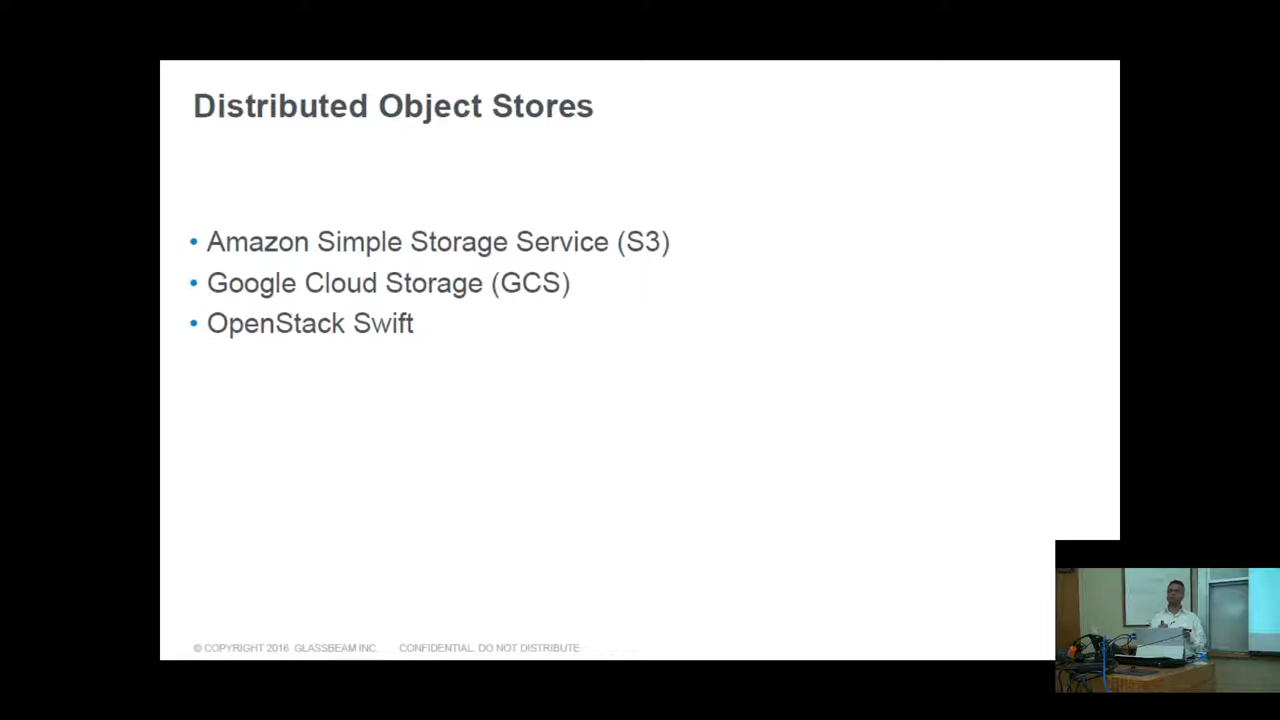 Distributed Object Stores
• Amazon Simple Storage Service (S3)
• Google Cloud Storage (GCS)
• OpenStack Swift
© COPYRIGHT 2016 GLASSBEAM INC. CONFIDENTIAL. DO NOT DISTRIBUTE